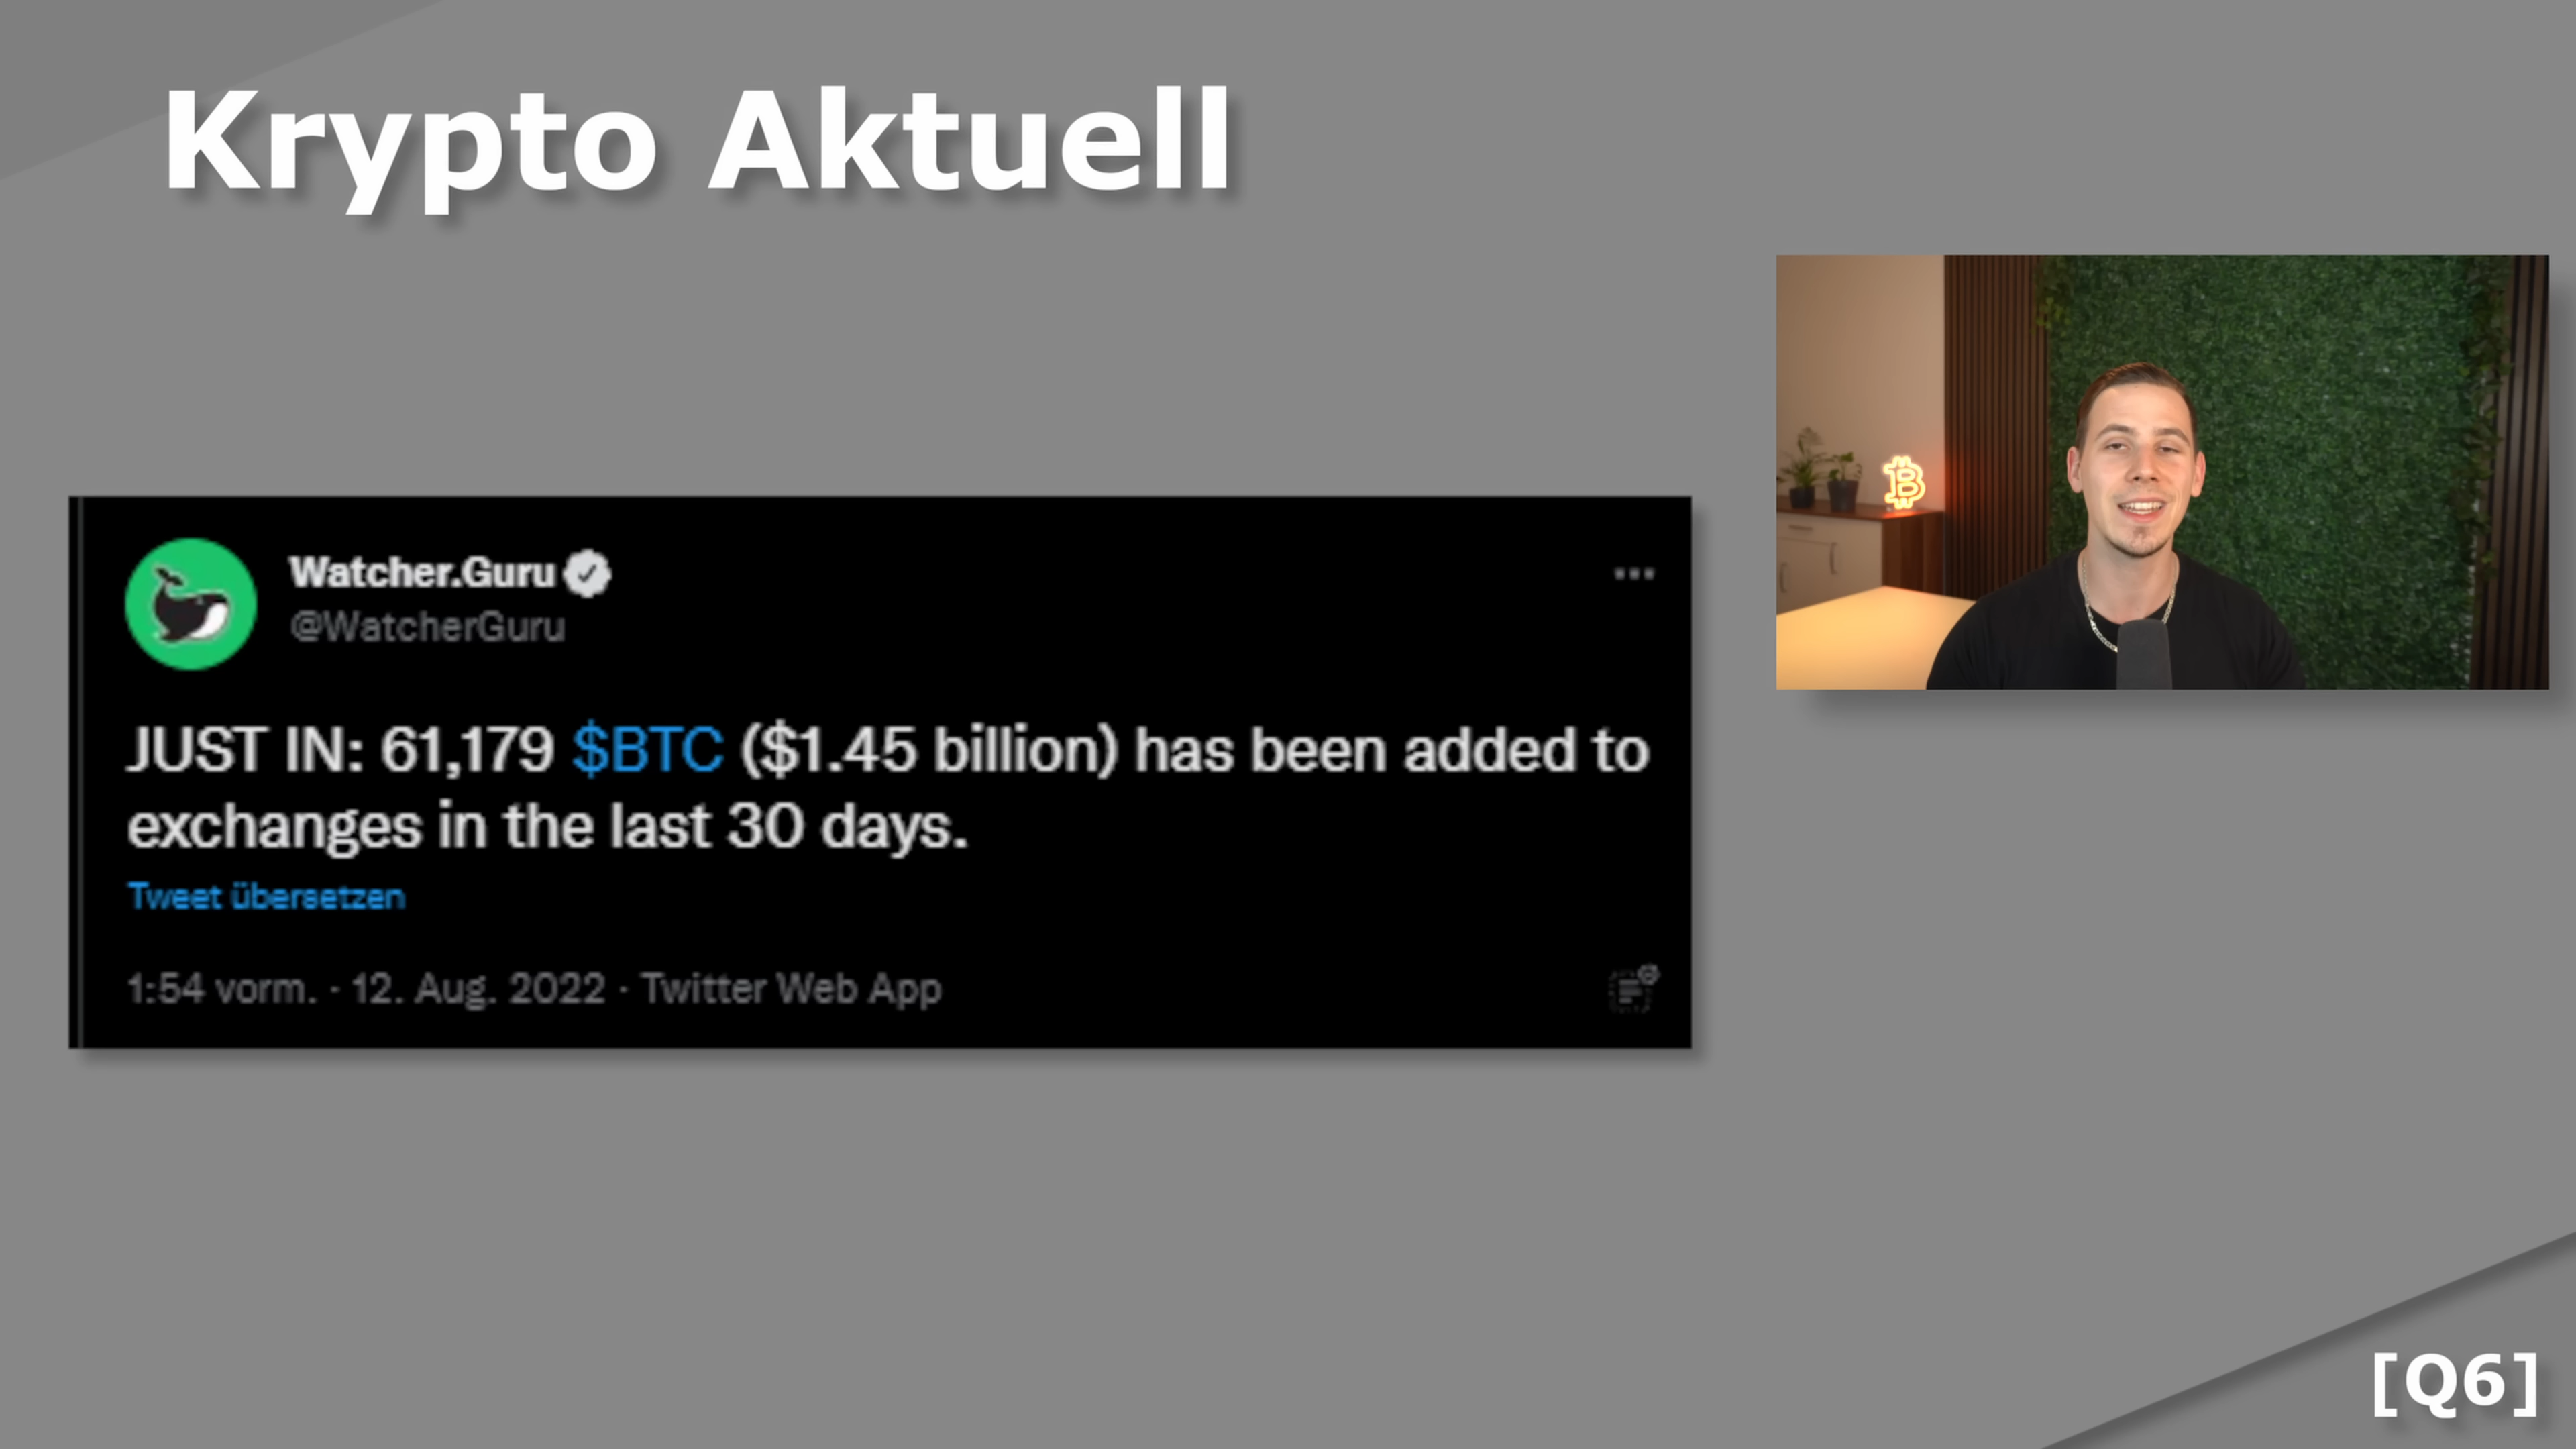 Krypto Aktuell
Watcher.Guru
@WatcherGuru
JUST IN: 61,179 $BTC ($1.45 billion) has been added to
exchanges in the last 30 days.
Tweet übersetzen
1:54 vorm. · 12. Aug. 2022 · Twitter Web App
[Q6]